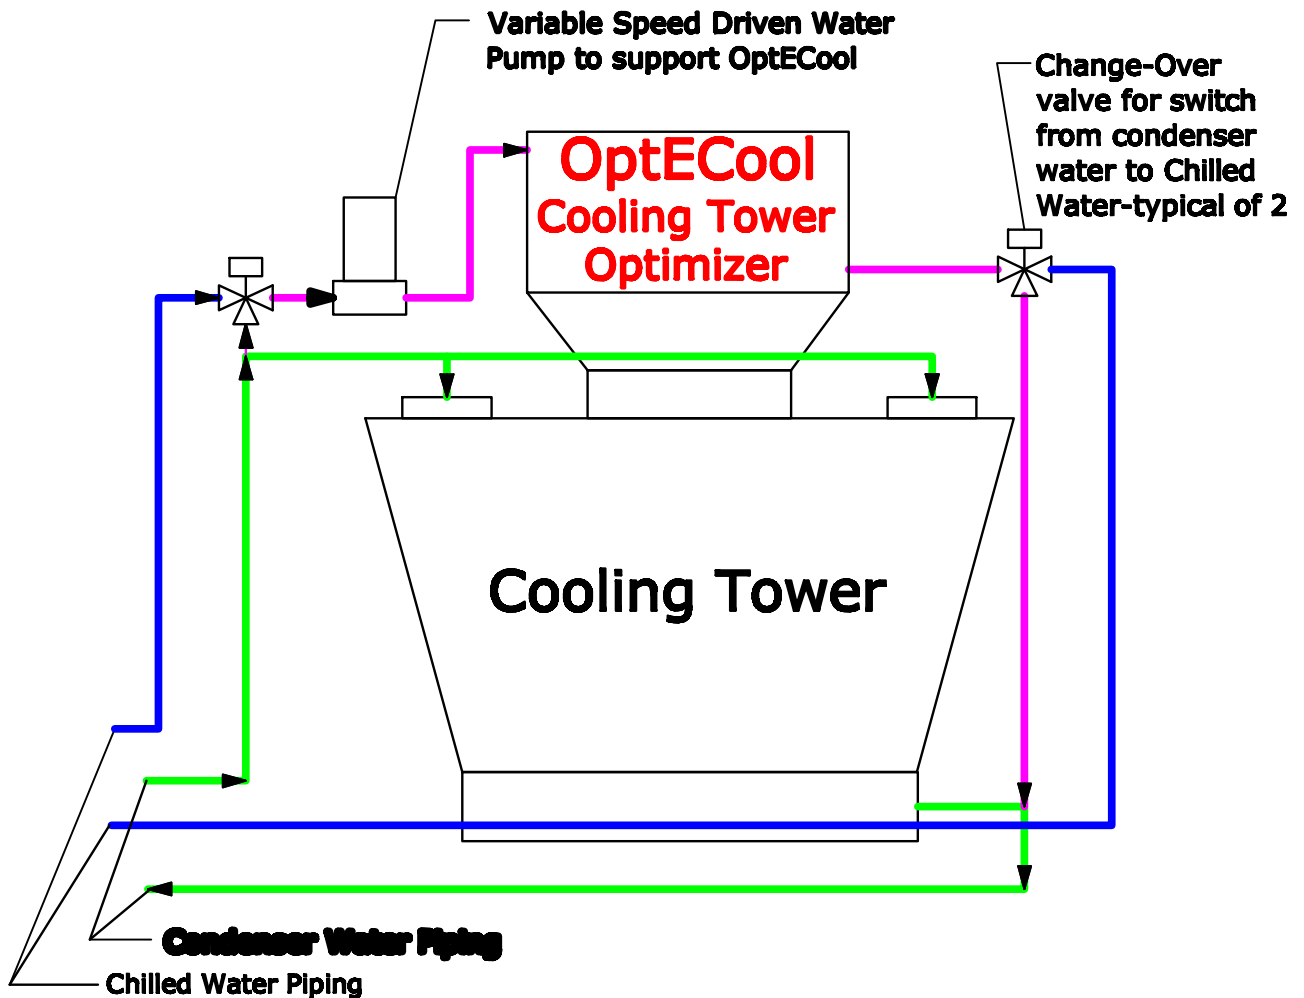 Variable Speed Driven Water
Pump to support OptECool
Change-Over
valve for switch
from condenser
water to Chilled
Water-typical of 2
OptECool
Cooling Tower
Optimizer
Cooling Tower
Condenser Water Piping
Chilled Water Piping